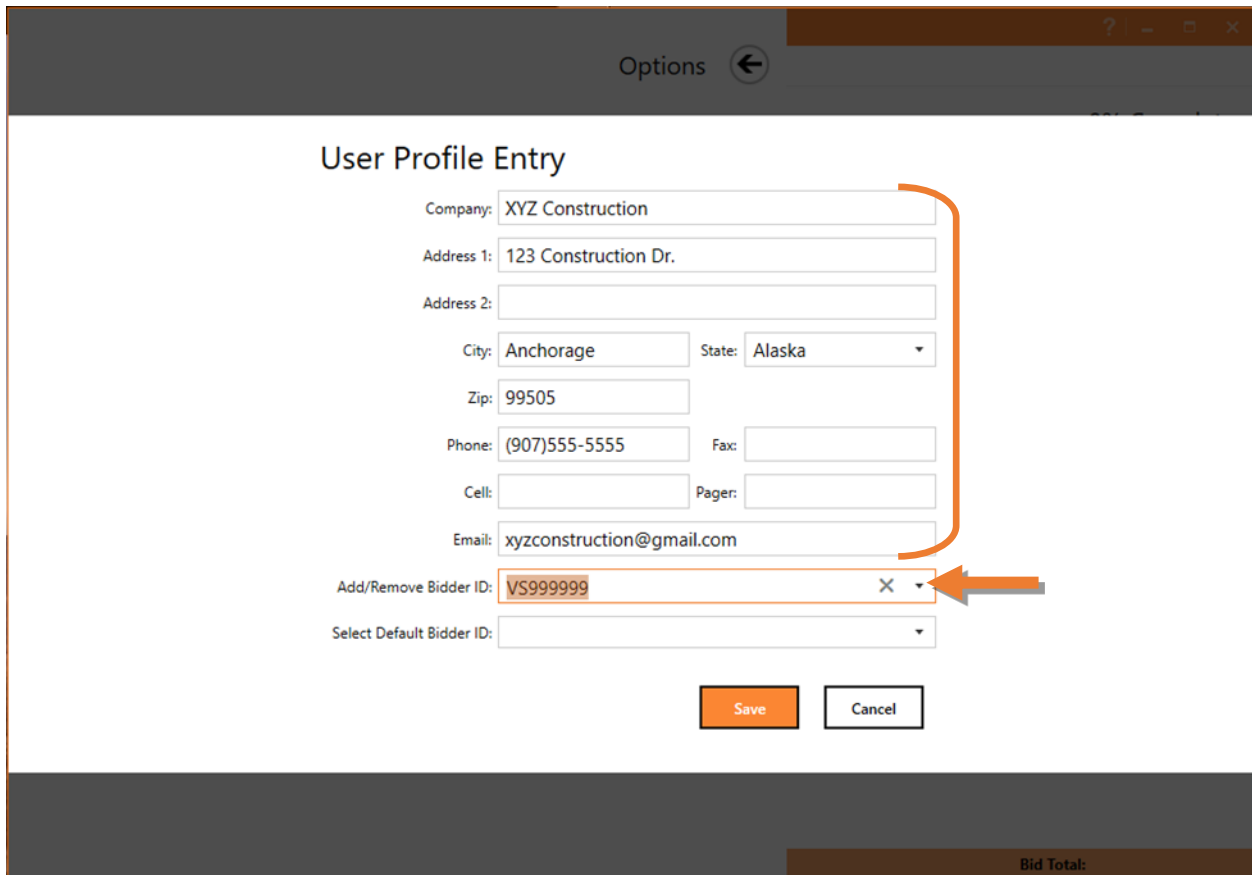 ?
Options
User Profile Entry
Company: XYZ Construction
Address 1: 123 Construction Dr.
Address 2:
City: Anchorage State: Alaska
Zip: 99505
Phone: (907)555-5555 Fax:
Cell: Pager:
Email: xyzconstruction@gmail.com
Add/Remove Bidder ID: VS999999
Select Default Bidder ID:
Save Cancel
Bid Total: